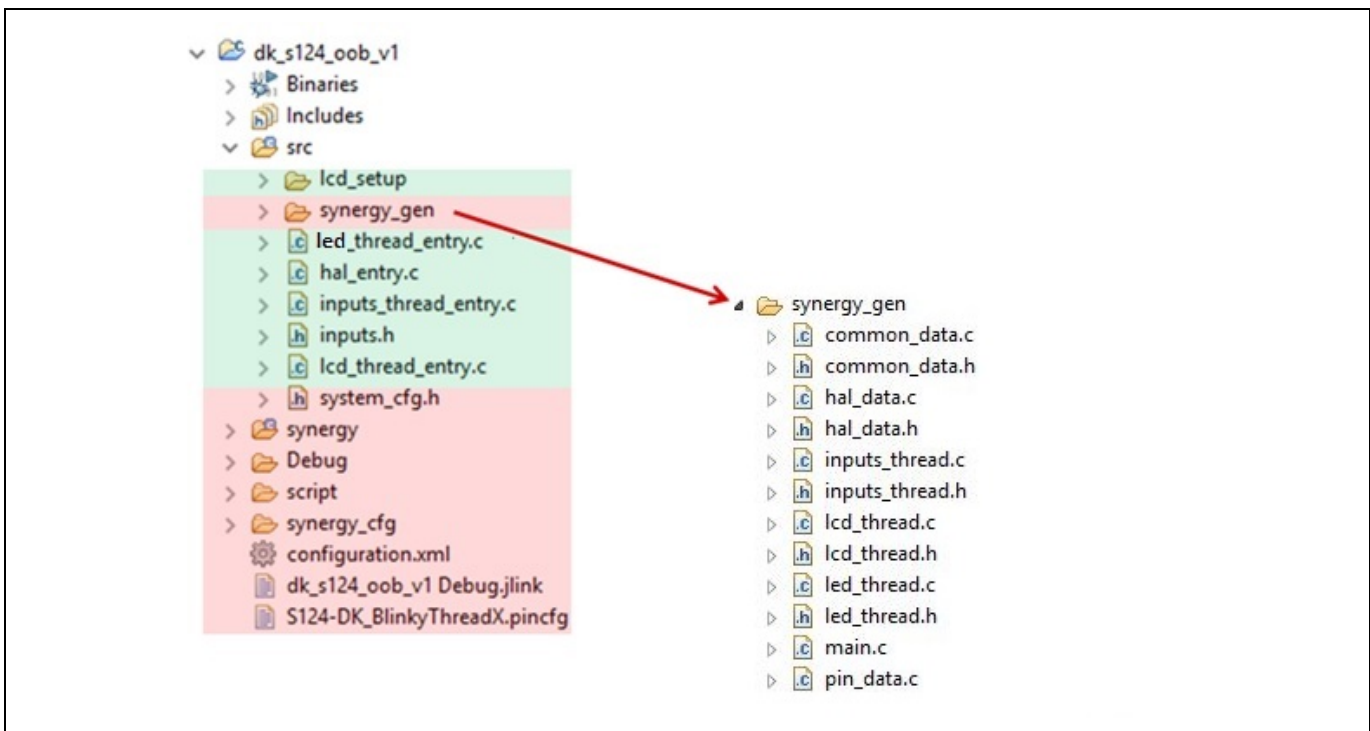 dk_s124_oob_v1
Binaries
Includes
src
lcd_setup
synergy_gen
led_thread_entry.c
hal_entry.c
inputs_thread_entry.c
inputs.h
lcd_thread_entry.c
system_cfg.h
synergy
Debug
script
synergy_cfg
configuration.xml
dk_s124_oob_v1 Debug.jlink
S124-DK_BlinkyThreadX.pincfg
synergy_gen
common_data.c
common_data.h
hal_data.c
hal_data.h
inputs_thread.c
inputs_thread.h
lcd_thread.c
lcd_thread.h
led_thread.c
led_thread.h
main.c
pin_data.c